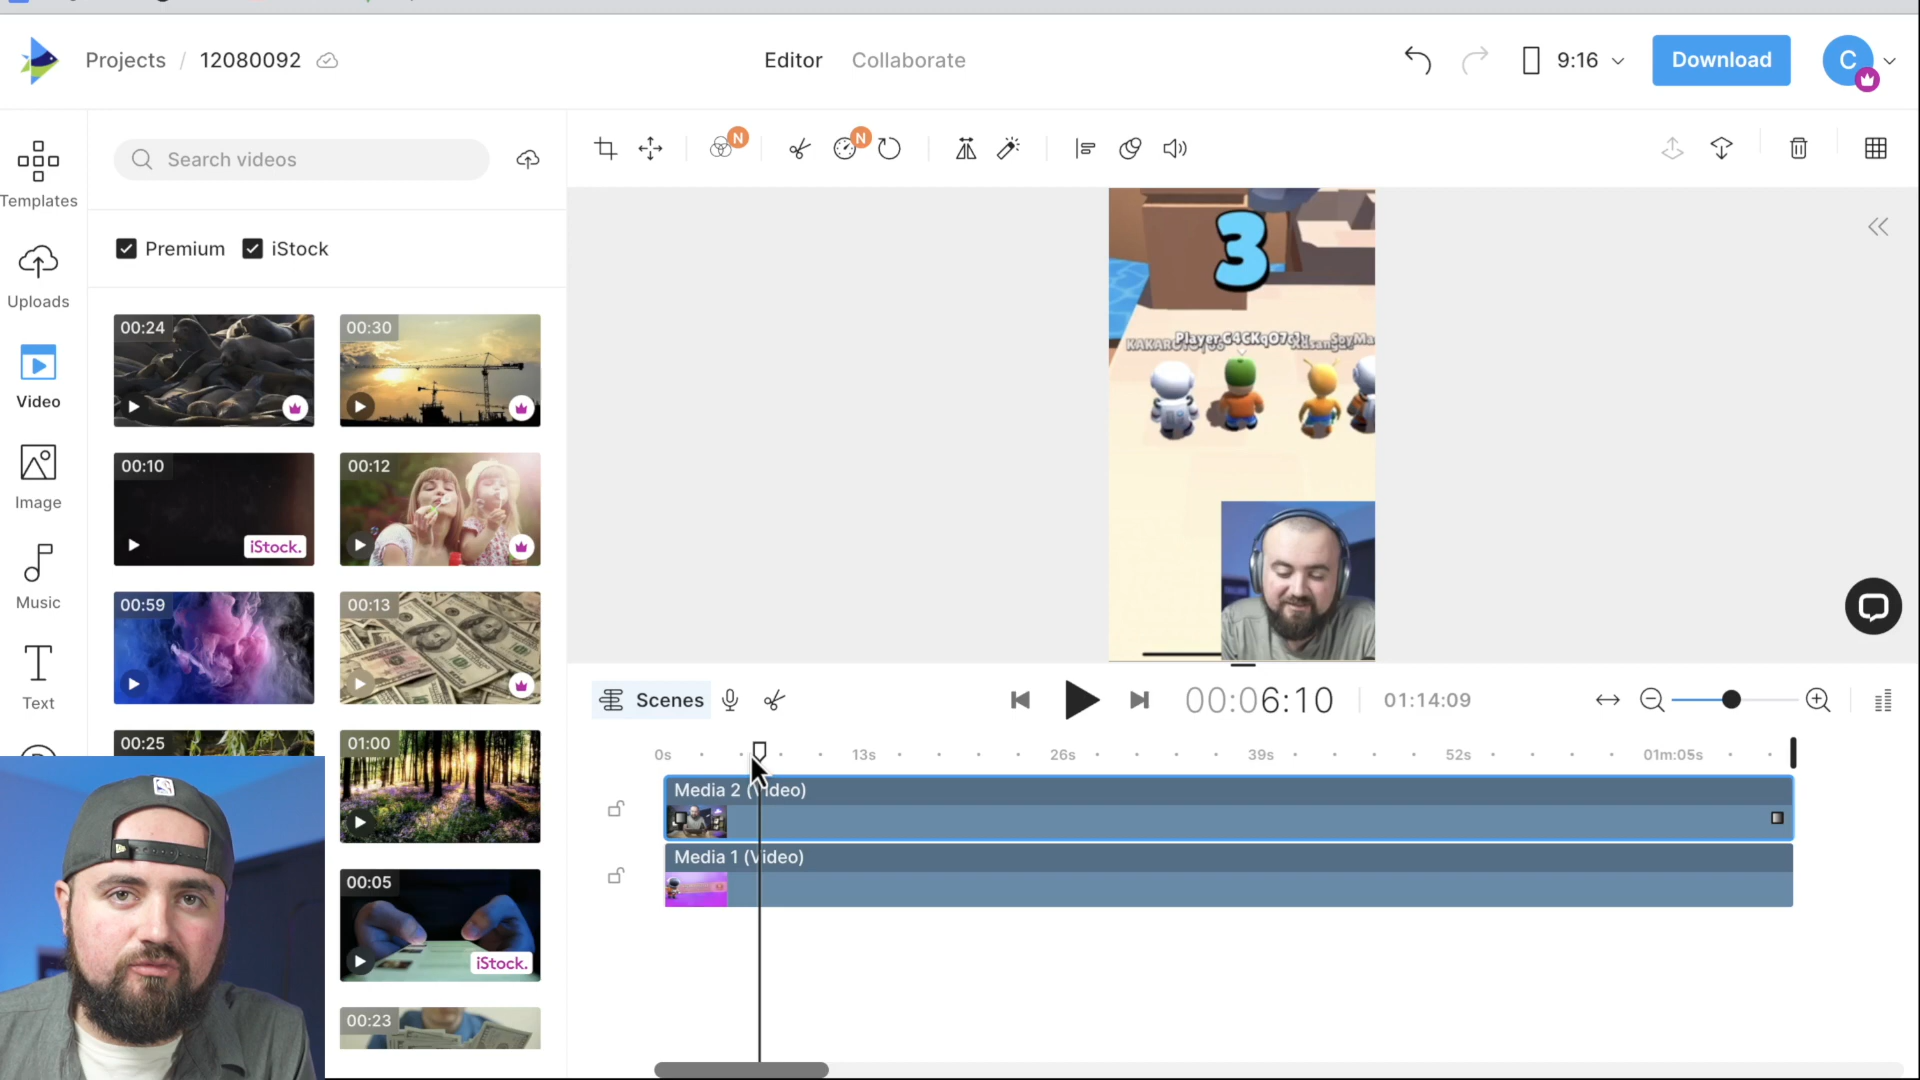 Projects / 12080092
Editor
Collaborate
9:16
Download
C
Templates
Uploads
Video
Image
Music
Text
Search videos
Premium
iStock
00:24
00:30
00:10
iStock.
00:12
00:59
00:13
00:25
01:00
00:05
iStock.
00:23
N
N
3
Scenes
00:06:10
01:14:09
0s
13s
26s
39s
52s
01m:05s
Media 2 (Video)
Media 1 (Video)